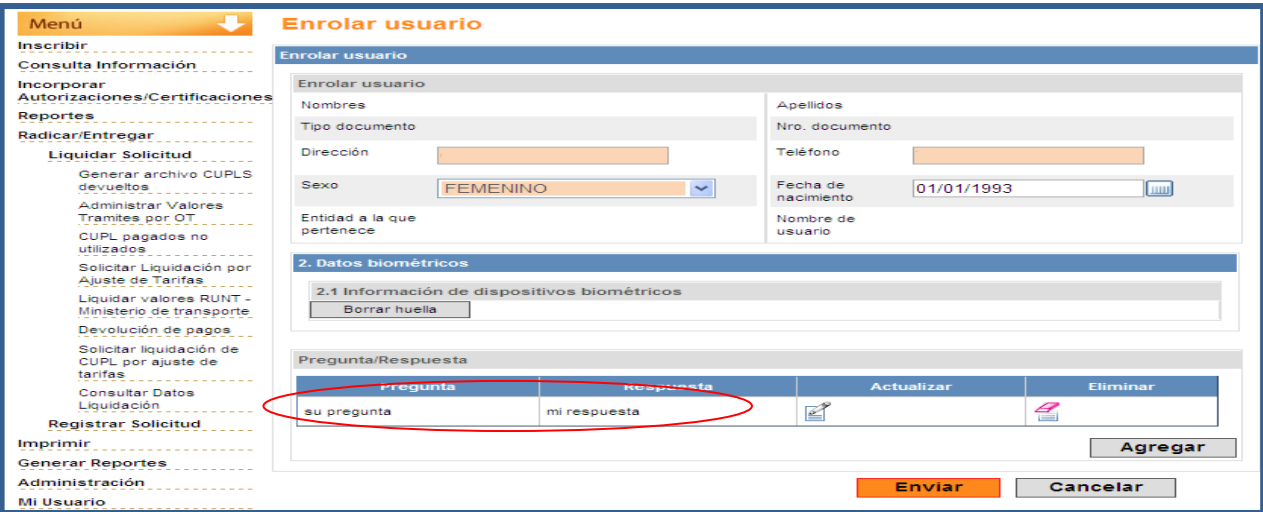 Menú
Inscribir
Consulta Información
Incorporar
Autorizaciones/Certificaciones
Reportes
Radicar/Entregar
Liquidar Solicitud
Generar archivo CUPLS
devueltos
Administrar Valores
Tramites por OT
CUPL pagados no
utilizados
Solicitar Liquidación por
Ajuste de Tarifas
Liquidar valores RUNT -
Ministerio de transporte
Devolución de pagos
Solicitar liquidación de
CUPL por ajuste de
tarifas
Consultar Datos
Liquidación
Registrar Solicitud
Imprimir
Generar Reportes
Administración
Mi Usuario
Enrolar usuario
Enrolar usuario
Enrolar usuario
Nombres Apellidos
Tipo documento Nro. documento
Dirección Teléfono
Sexo FEMENINO Fecha de
nacimiento 01/01/1993
Entidad a la que
pertenece Nombre de
usuario
2. Datos biométricos
2.1 Información de dispositivos biométricos
Borrar huella
Pregunta/Respuesta
Pregunta Respuesta Actualizar Eliminar
su pregunta mi respuesta
Agregar
Enviar Cancelar